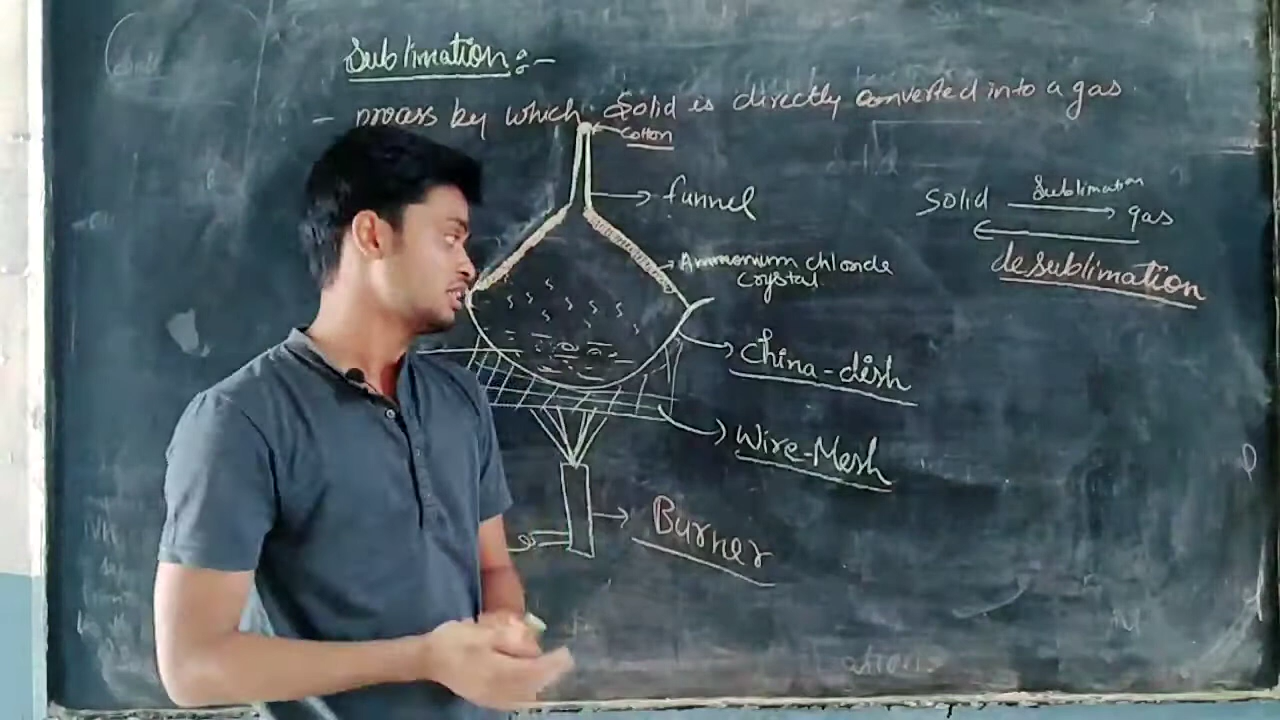 Sublimation :-
- process by which Solid is directly converted into a gas.
Cotton
funnel
Ammonium chloride
Crystal.
China-dish
Wire-Mesh
Burner
Solid Sublimation gas
desublimation